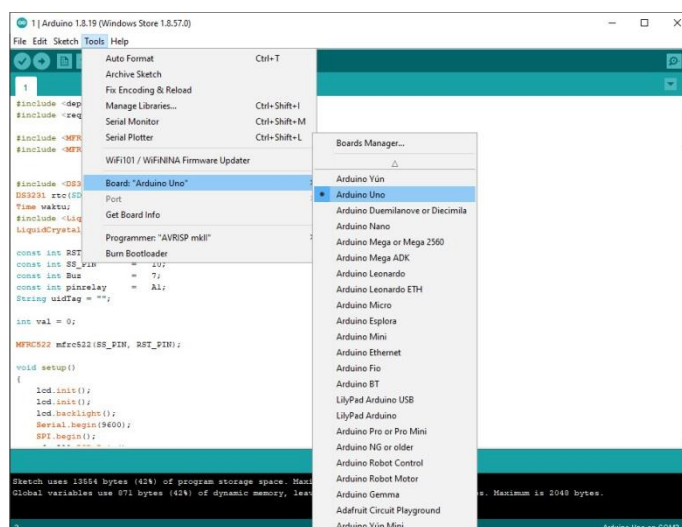 1 | Arduino 1.8.19 (Windows Store 1.8.57.0)
File Edit Sketch Tools Help
Auto Format Ctrl+T
Archive Sketch
Fix Encoding & Reload
Manage Libraries... Ctrl+Shift+I
Serial Monitor Ctrl+Shift+M
Serial Plotter Ctrl+Shift+L
WiFi101 / WiFiNINA Firmware Updater
Board: "Arduino Uno"
Port
Get Board Info
Programmer: "AVRISP mkII"
Burn Bootloader
Boards Manager...
Arduino Yún
Arduino Uno
Arduino Duemilanove or Diecimila
Arduino Nano
Arduino Mega or Mega 2560
Arduino Mega ADK
Arduino Leonardo
Arduino Leonardo ETH
Arduino Micro
Arduino Esplora
Arduino Mini
Arduino Ethernet
Arduino Fio
Arduino BT
LilyPad Arduino USB
LilyPad Arduino
Arduino Pro or Pro Mini
Arduino NG or older
Arduino Robot Control
Arduino Robot Motor
Arduino Gemma
Adafruit Circuit Playground
Arduino Yún Mini
1
#include <dep
#include <req
#include <MFR
#include <MFR
#include <DS3
DS3231 rtc(SD
Time waktu;
#include <Liq
LiquidCrystal
const int RST
const int SS_PIN = 10;
const int Buz = 7;
const int pinrelay = A1;
String uidTag = "";
int val = 0;
MFRC522 mfrc522(SS_PIN, RST_PIN);
void setup()
{
lcd.init();
lcd.init();
lcd.backlight();
Serial.begin(9600);
SPI.begin();
Sketch uses 13554 bytes (42%) of program storage space. Maxi
Global variables use 871 bytes (42%) of dynamic memory, leav s. Maximum is 2048 bytes.